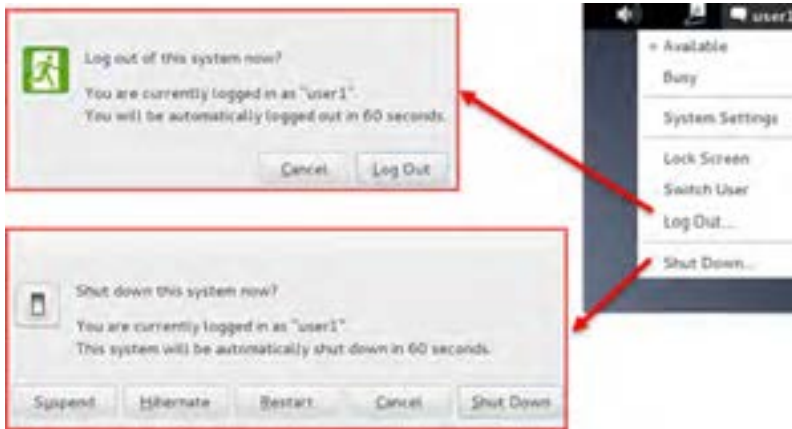 Log out of this system now?
You are currently logged in as "user1".
You will be automatically logged out in 60 seconds.
Cancel
Log Out
user1
Available
Busy
System Settings
Lock Screen
Switch User
Log Out...
Shut Down...
Shut down this system now?
You are currently logged in as "user1".
This system will be automatically shut down in 60 seconds.
Suspend
Hibernate
Restart
Cancel
Shut Down